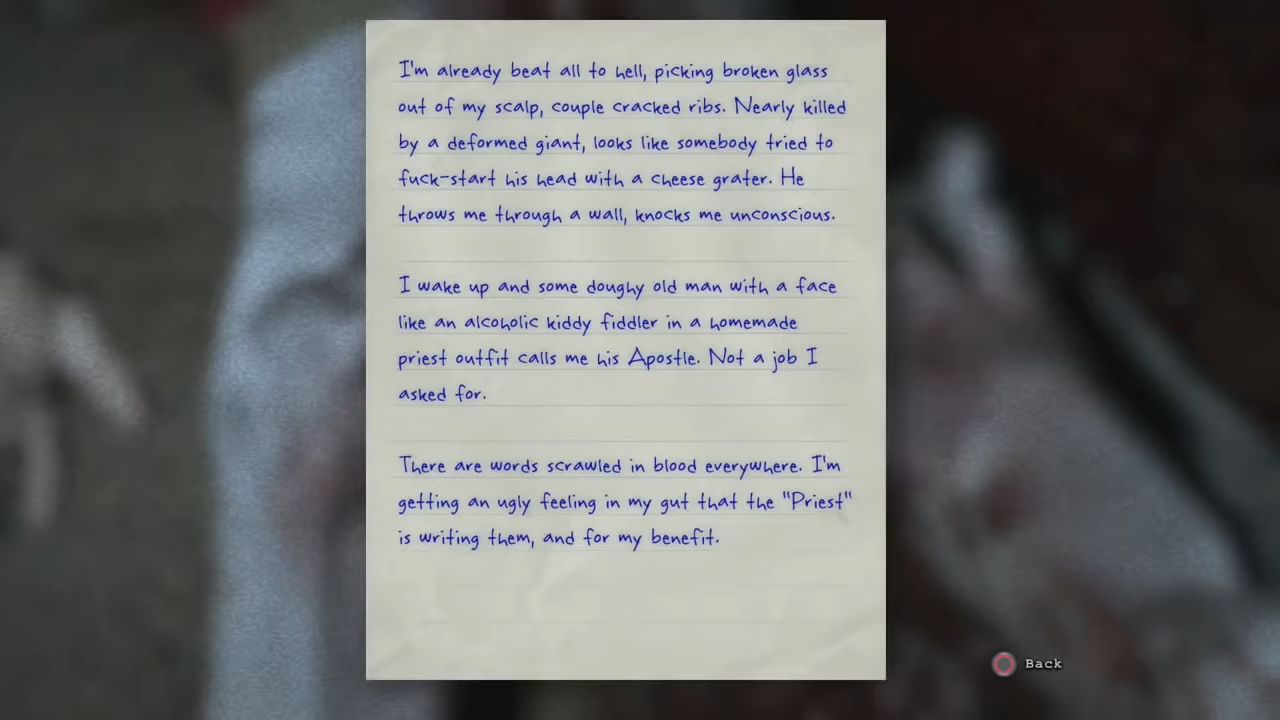 I'm already beat all to hell, picking broken glass
out of my scalp, couple cracked ribs. Nearly killed
by a deformed giant, looks like somebody tried to
fuck-start his head with a cheese grater. He
throws me through a wall, knocks me unconscious.
I wake up and some doughy old man with a face
like an alcoholic kiddy fiddler in a homemade
priest outfit calls me his Apostle. Not a job I
asked for.
There are words scrawled in blood everywhere. I'm
getting an ugly feeling in my gut that the "Priest"
is writing them, and for my benefit.
Back